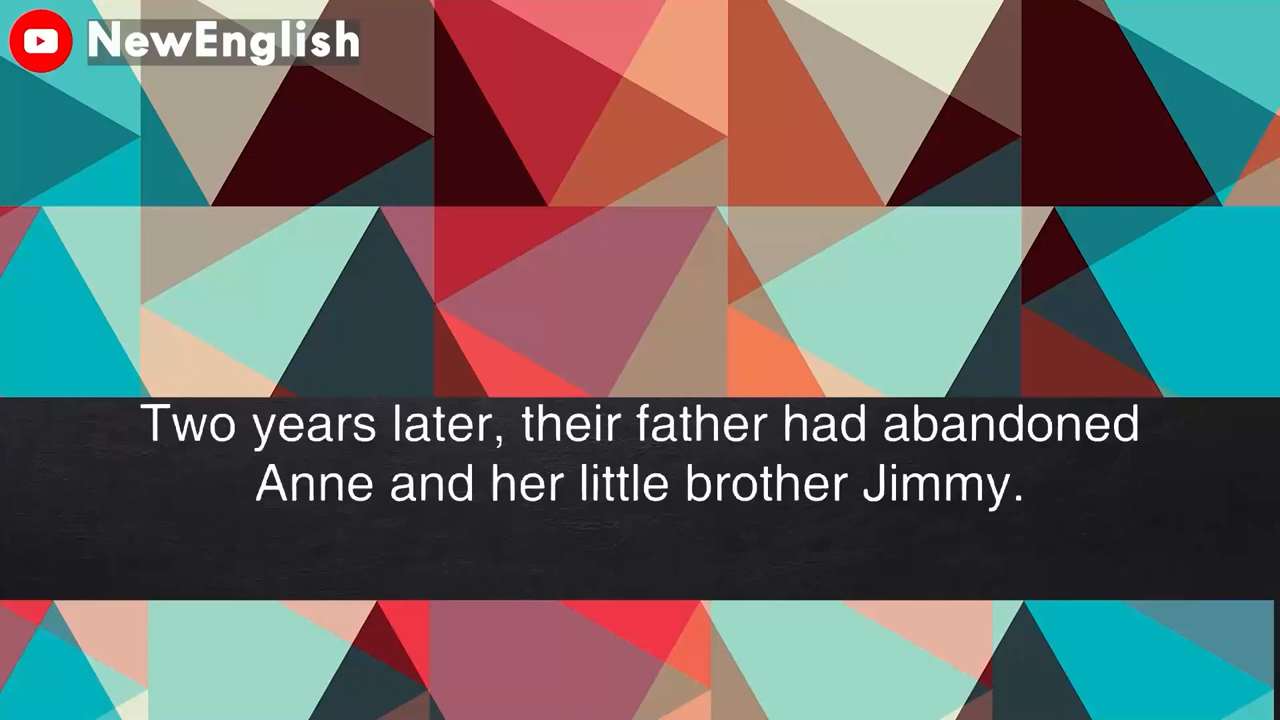 NewEnglish
Two years later, their father had abandoned
Anne and her little brother Jimmy.